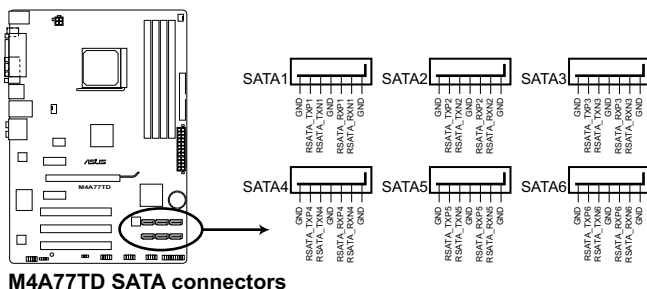 SATA1
GND
RSATA_TXP1
RSATA_TXN1
GND
RSATA_RXP1
RSATA_RXN1
GND
SATA2
GND
RSATA_TXP2
RSATA_TXN2
GND
RSATA_RXP2
RSATA_RXN2
GND
SATA3
GND
RSATA_TXP3
RSATA_TXN3
GND
RSATA_RXP3
RSATA_RXN3
GND
/ISUS
M4A77TD
SATA4
GND
RSATA_TXP4
RSATA_TXN4
GND
RSATA_RXP4
RSATA_RXN4
GND
SATA5
GND
RSATA_TXP5
RSATA_TXN5
GND
RSATA_RXP5
RSATA_RXN5
GND
SATA6
GND
RSATA_TXP6
RSATA_TXN6
GND
RSATA_RXP6
RSATA_RXN6
GND
M4A77TD SATA connectors